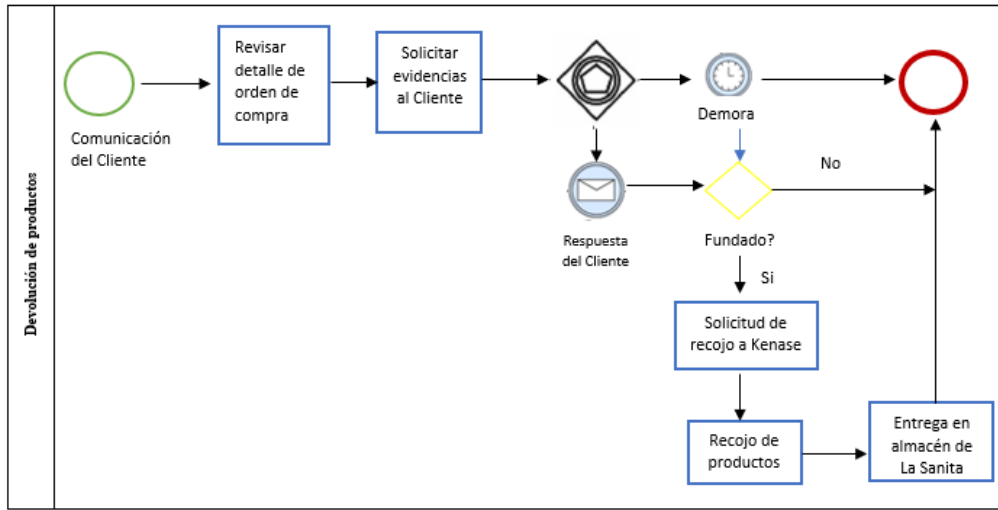 Devolución de productos
Comunicación
del Cliente
Revisar
detalle de
orden de
compra
Solicitar
evidencias
al Cliente
Demora
Respuesta
del Cliente
Fundado?
No
Si
Solicitud de
recojo a Kenase
Recojo de
productos
Entrega en
almacén de
La Sanita